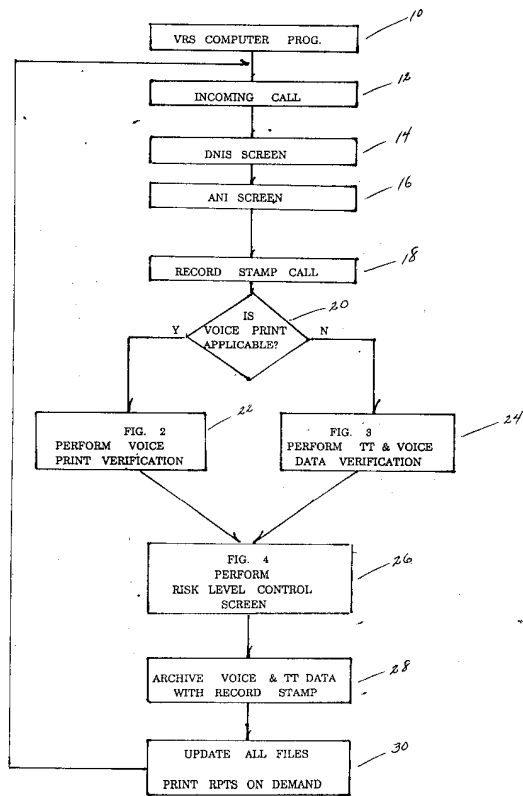 VRS COMPUTER PROG.
10
INCOMING CALL
12
DNIS SCREEN
14
ANI SCREEN
16
RECORD STAMP CALL
18
IS
VOICE PRINT
APPLICABLE?
20
Y
N
FIG. 2
PERFORM VOICE
PRINT VERIFICATION
22
FIG. 3
PERFORM TT & VOICE
DATA VERIFICATION
24
FIG. 4
PERFORM
RISK LEVEL CONTROL
SCREEN
26
ARCHIVE VOICE & TT DATA
WITH RECORD STAMP
28
UPDATE ALL FILES
PRINT RPTS ON DEMAND
30